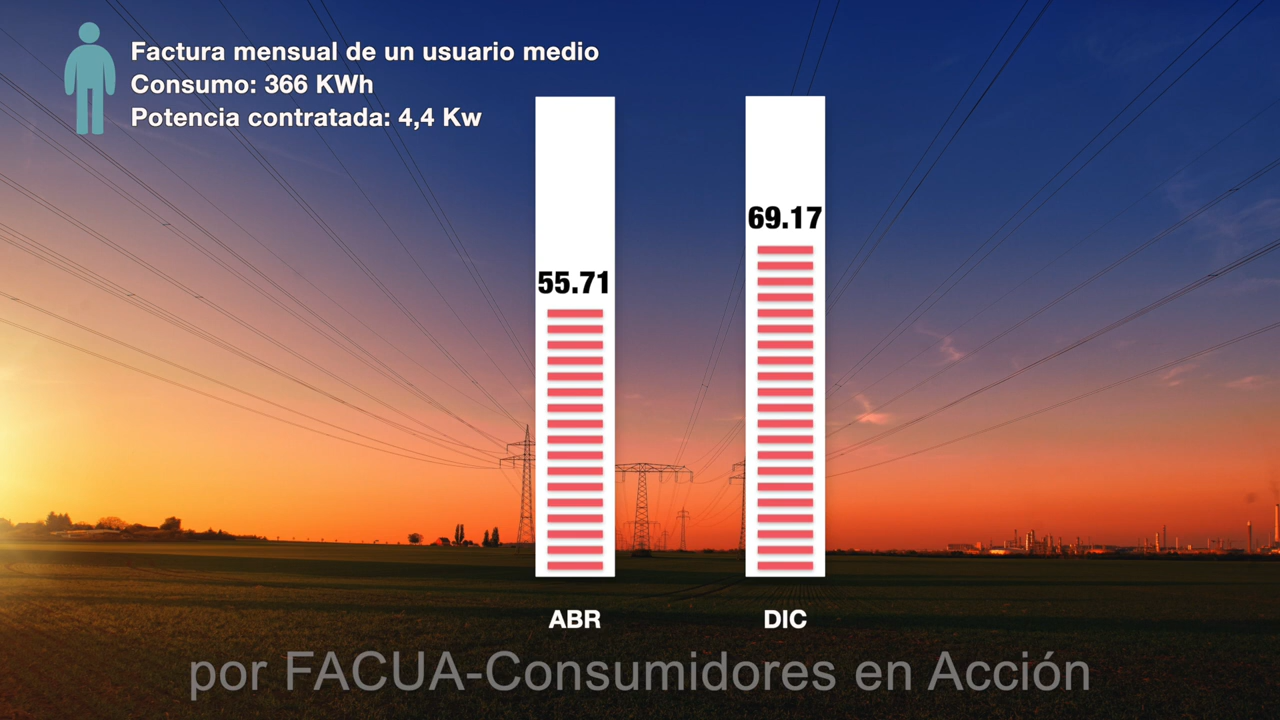 Factura mensual de un usuario medio
Consumo: 366 KWh
Potencia contratada: 4,4 Kw
69.17
55.71
ABR
DIC
por FACUA-Consumidores en Acción